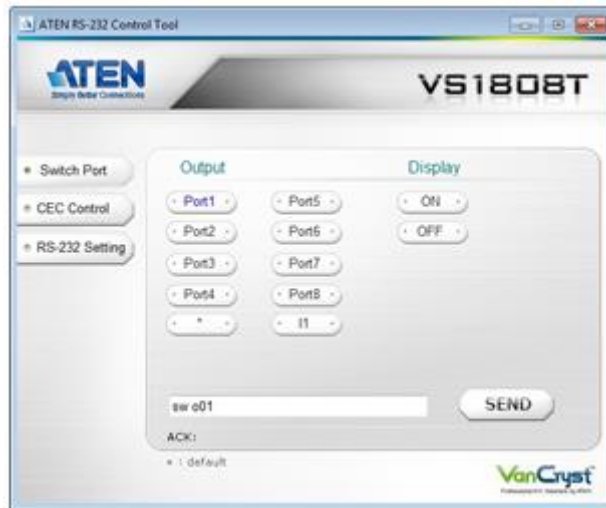 ATEN RS-232 Control Tool
ATEN
Simply Better Connections
VS1808T
Switch Port
CEC Control
RS-232 Setting
Output
Display
Port1
Port5
ON
Port2
Port6
OFF
Port3
Port7
Port4
Port8
*
I1
sw o01
SEND
ACK:
* : default
VanCryst